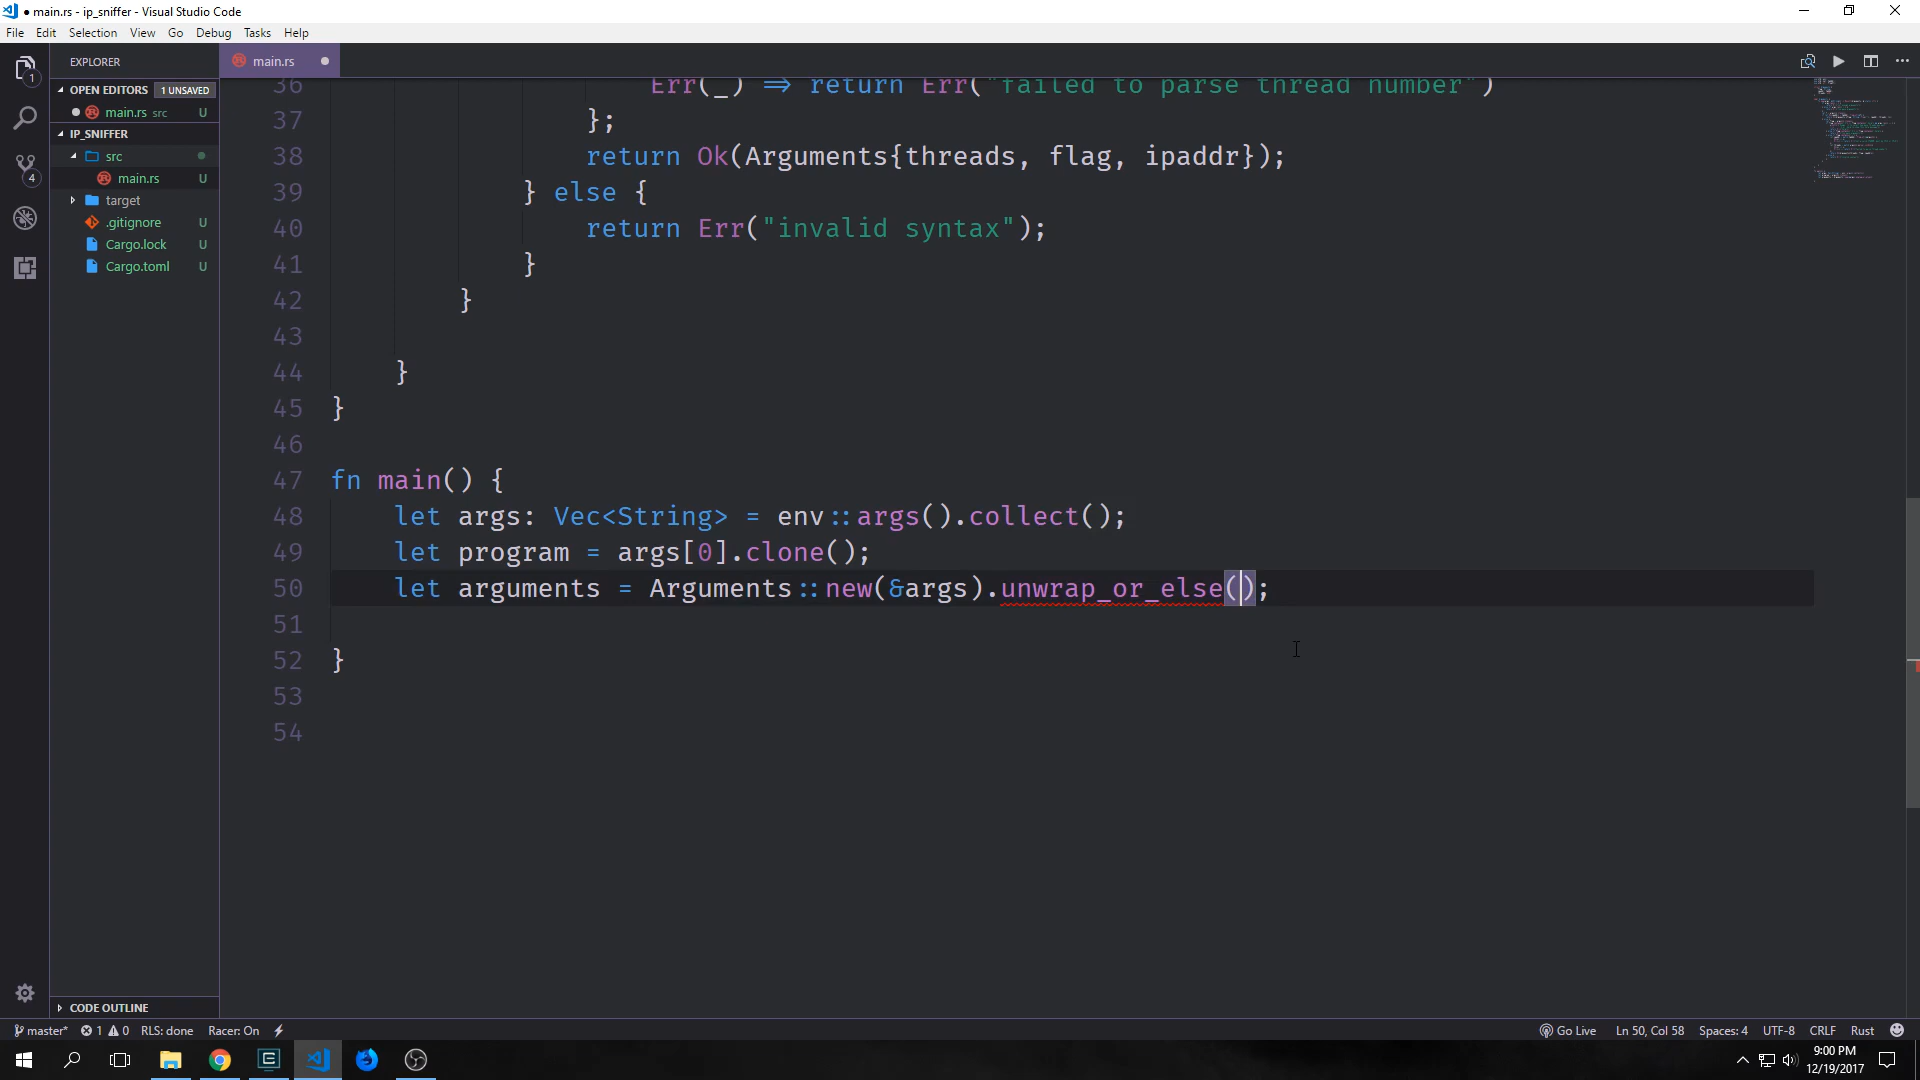 ● main.rs - ip_sniffer - Visual Studio Code
File Edit Selection View Go Debug Tasks Help
EXPLORER
main.rs
OPEN EDITORS 1 UNSAVED
main.rs src U
IP_SNIFFER
src
main.rs U
target
.gitignore U
Cargo.lock U
Cargo.toml U
CODE OUTLINE
1
4
36 Err(_) => return Err("failed to parse thread number")
37 };
38 return Ok(Arguments{threads, flag, ipaddr});
39 } else {
40 return Err("invalid syntax");
41 }
42 }
43
44 }
45 }
46
47 fn main() {
48 let args: Vec<String> = env::args().collect();
49 let program = args[0].clone();
50 let arguments = Arguments::new(&args).unwrap_or_else();
51
52 }
53
54
master* 1 0 RLS: done Racer: On Go Live Ln 50, Col 58 Spaces: 4 UTF-8 CRLF Rust
9:00 PM
12/19/2017